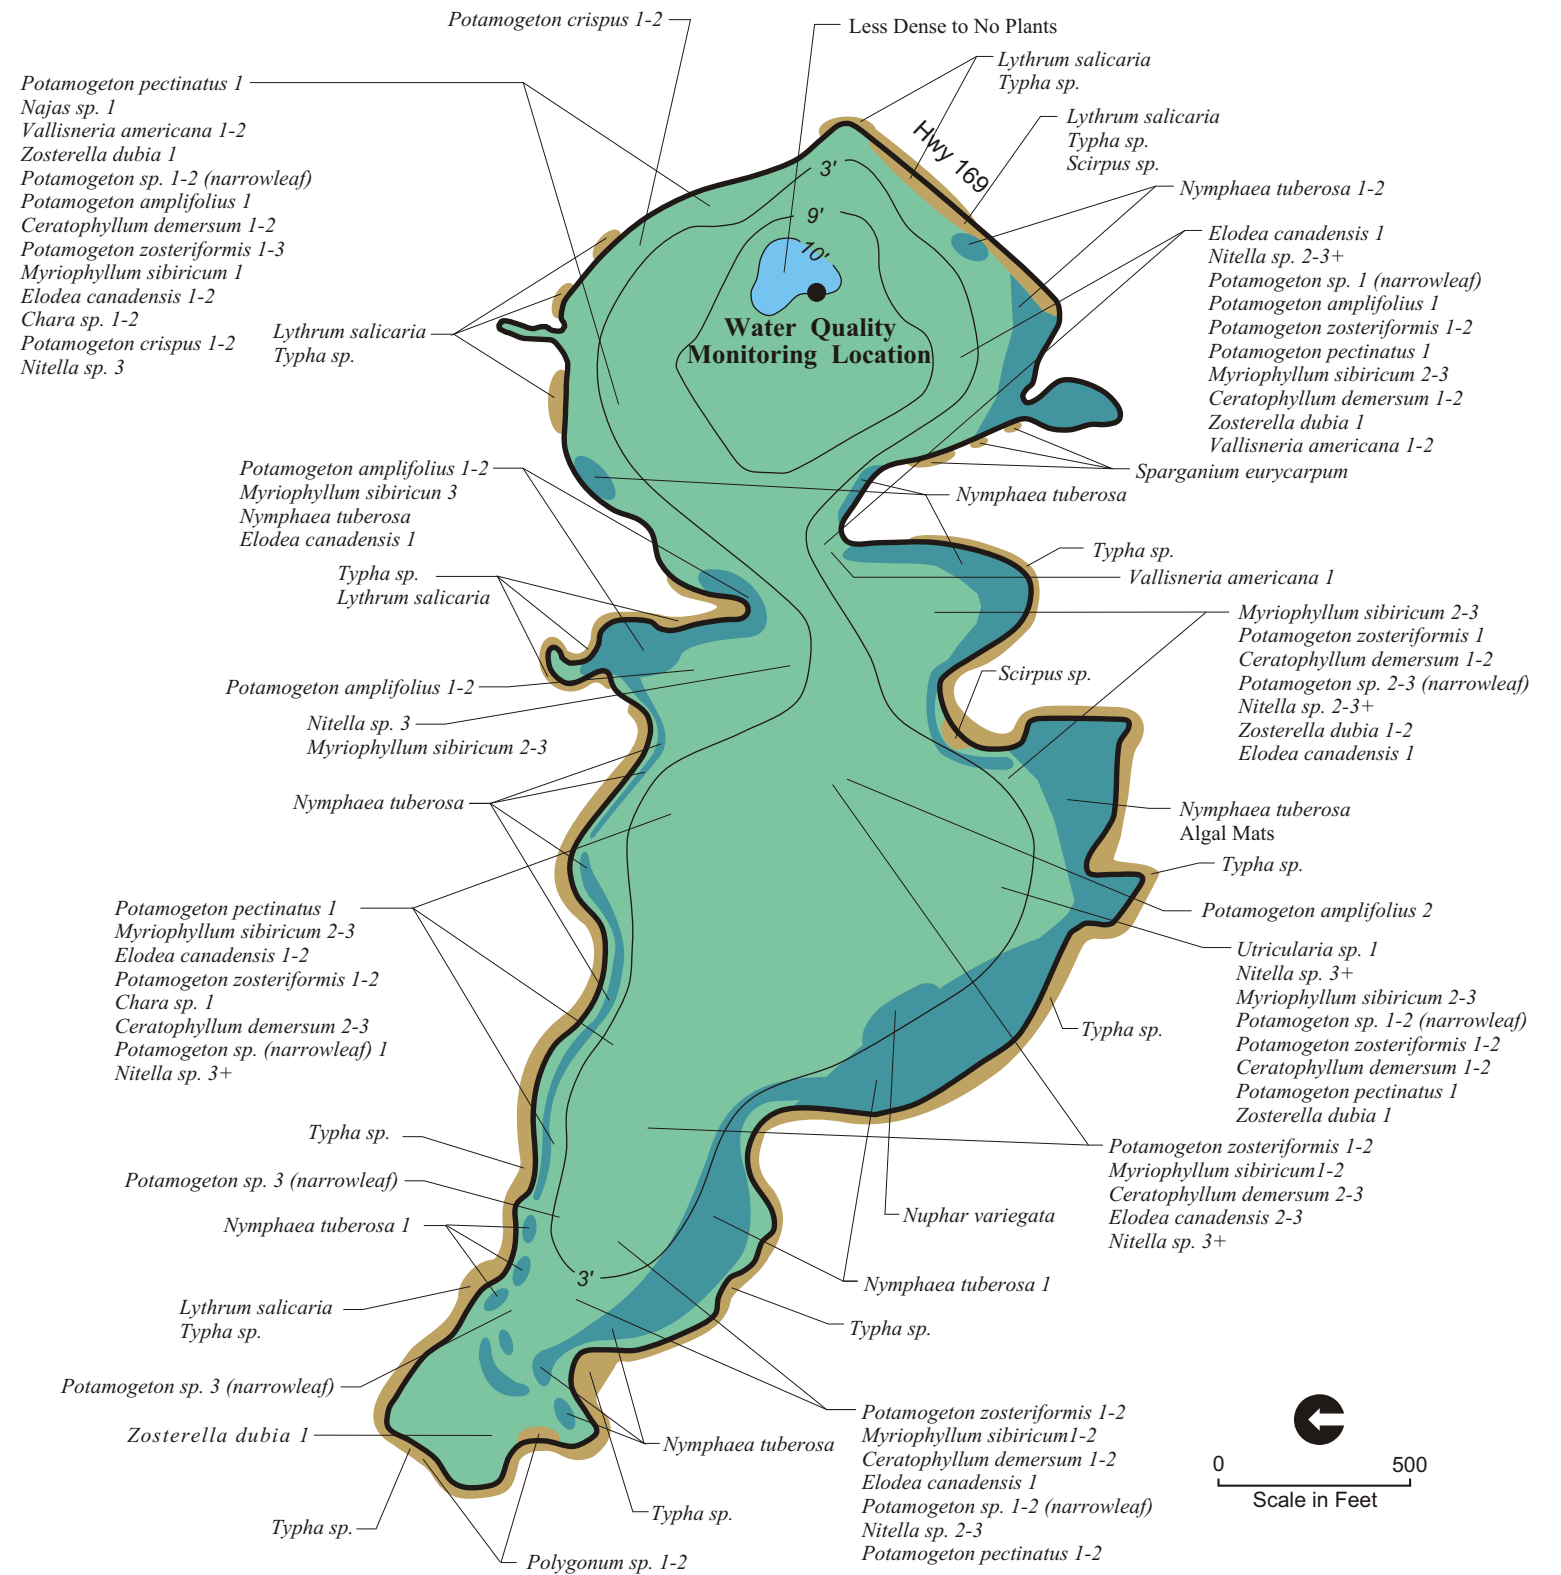 Potamogeton crispus 1-2
Less Dense to No Plants
Lythrum salicaria
Typha sp.
Potamogeton pectinatus 1
Najas sp. 1
Vallisneria americana 1-2
Zosterella dubia 1
Potamogeton sp. 1-2 (narrowleaf)
Potamogeton amplifolius 1
Ceratophyllum demersum 1-2
Potamogeton zosteriformis 1-3
Myriophyllum sibiricum 1
Elodea canadensis 1-2
Chara sp. 1-2
Potamogeton crispus 1-2
Nitella sp. 3
Lythrum salicaria
Typha sp.
Scirpus sp.
Hwy 169
3'
9'
10'
Water Quality
Monitoring Location
Nymphaea tuberosa 1-2
Elodea canadensis 1
Nitella sp. 2-3+
Potamogeton sp. 1 (narrowleaf)
Potamogeton amplifolius 1
Potamogeton zosteriformis 1-2
Potamogeton pectinatus 1
Myriophyllum sibiricum 2-3
Ceratophyllum demersum 1-2
Zosterella dubia 1
Vallisneria americana 1-2
Lythrum salicaria
Typha sp.
Sparganium eurycarpum
Potamogeton amplifolius 1-2
Myriophyllum sibiricun 3
Nymphaea tuberosa
Elodea canadensis 1
Nymphaea tuberosa
Typha sp.
Vallisneria americana 1
Typha sp.
Lythrum salicaria
Myriophyllum sibiricum 2-3
Potamogeton zosteriformis 1
Ceratophyllum demersum 1-2
Potamogeton sp. 2-3 (narrowleaf)
Nitella sp. 2-3+
Zosterella dubia 1-2
Elodea canadensis 1
Scirpus sp.
Potamogeton amplifolius 1-2
Nitella sp. 3
Myriophyllum sibiricum 2-3
Nymphaea tuberosa
Nymphaea tuberosa
Algal Mats
Typha sp.
Potamogeton amplifolius 2
Potamogeton pectinatus 1
Myriophyllum sibiricum 2-3
Elodea canadensis 1-2
Potamogeton zosteriformis 1-2
Chara sp. 1
Ceratophyllum demersum 2-3
Potamogeton sp. (narrowleaf) 1
Nitella sp. 3+
Utricularia sp. 1
Nitella sp. 3+
Myriophyllum sibiricum 2-3
Potamogeton sp. 1-2 (narrowleaf)
Potamogeton zosteriformis 1-2
Ceratophyllum demersum 1-2
Potamogeton pectinatus 1
Zosterella dubia 1
Typha sp.
Typha sp.
Potamogeton zosteriformis 1-2
Myriophyllum sibiricum1-2
Ceratophyllum demersum 2-3
Elodea canadensis 2-3
Nitella sp. 3+
Potamogeton sp. 3 (narrowleaf)
Nuphar variegata
Nymphaea tuberosa 1
3'
Nymphaea tuberosa 1
Lythrum salicaria
Typha sp.
Typha sp.
Potamogeton sp. 3 (narrowleaf)
Zosterella dubia 1
Nymphaea tuberosa
Potamogeton zosteriformis 1-2
Myriophyllum sibiricum1-2
Ceratophyllum demersum 1-2
Elodea canadensis 1
Potamogeton sp. 1-2 (narrowleaf)
Nitella sp. 2-3
Potamogeton pectinatus 1-2
Typha sp.
Typha sp.
Polygonum sp. 1-2
0 500
Scale in Feet